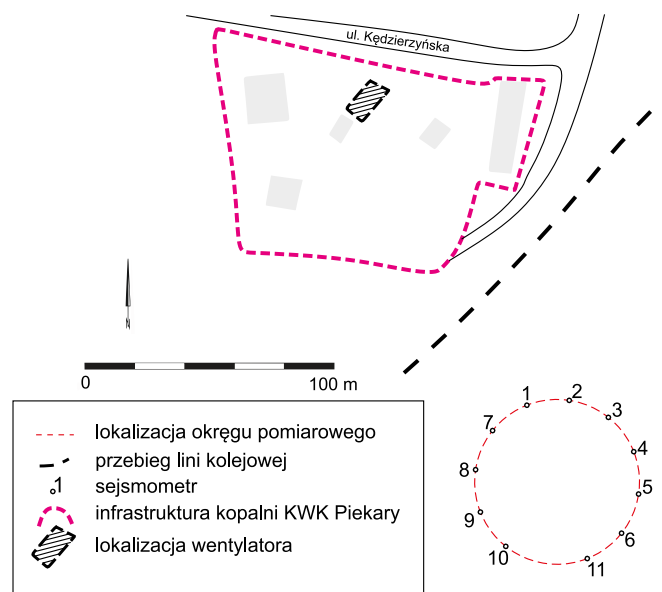 ul. Kędzierzyńska
N
0 100 m
lokalizacja okręgu pomiarowego
przebieg lini kolejowej
1 sejsmometr
infrastruktura kopalni KWK Piekary
lokalizacja wentylatora
1
2
3
4
5
6
7
8
9
10
11